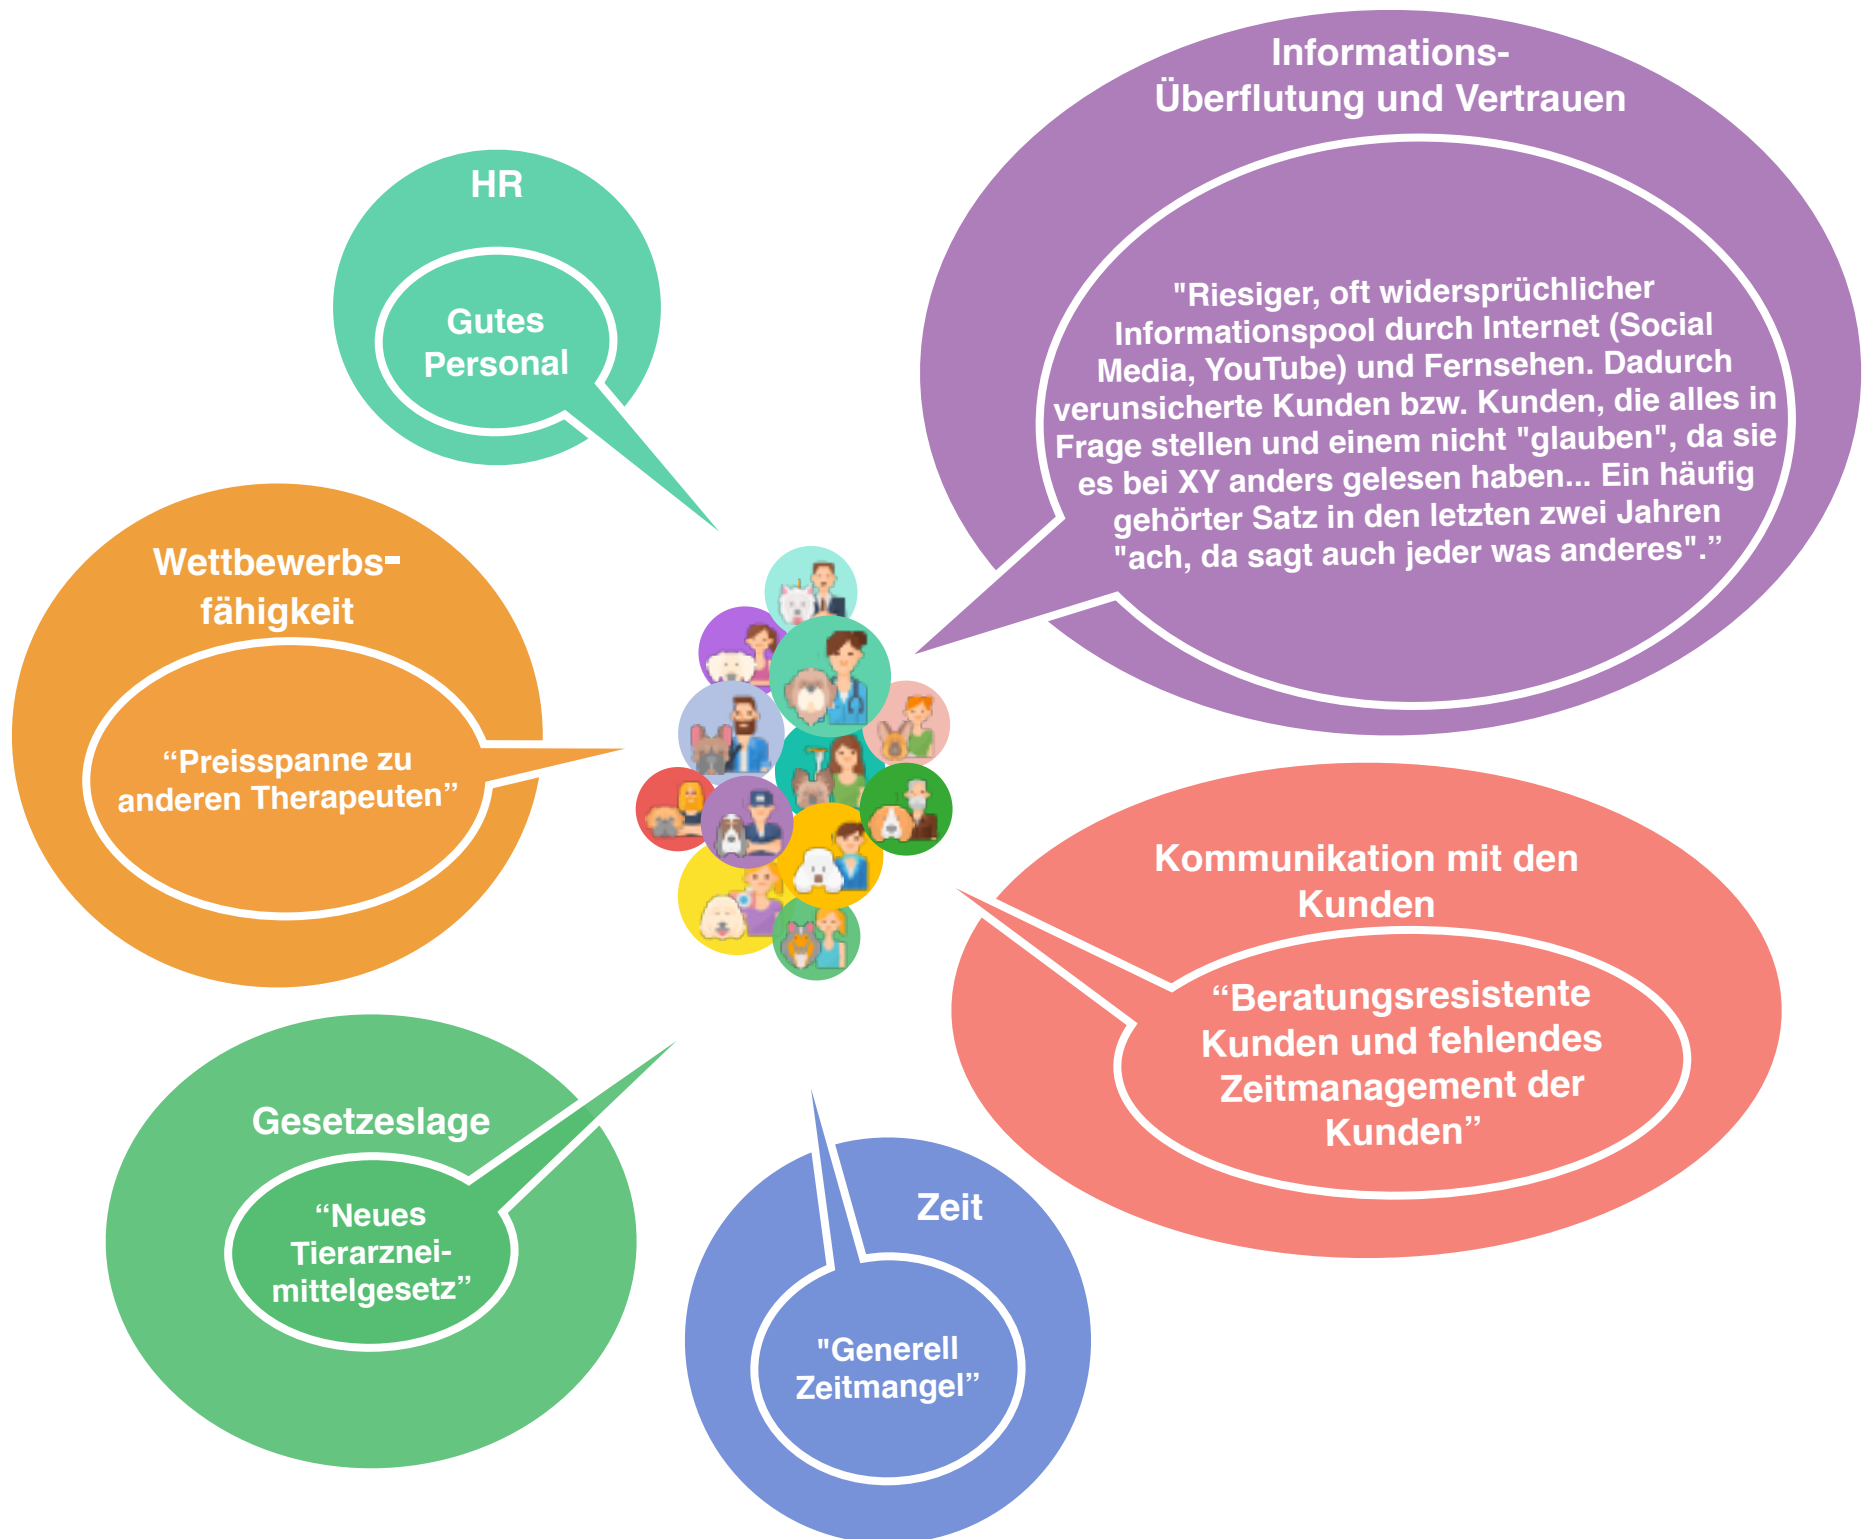 Informations-
Überflutung und Vertrauen
"Riesiger, oft widersprüchlicher
Informationspool durch Internet (Social
Media, YouTube) und Fernsehen. Dadurch
verunsicherte Kunden bzw. Kunden, die alles in
Frage stellen und einem nicht "glauben", da sie
es bei XY anders gelesen haben... Ein häufig
gehörter Satz in den letzten zwei Jahren
"ach, da sagt auch jeder was anderes".”
HR
Gutes
Personal
Wettbewerbs-
fähigkeit
“Preisspanne zu
anderen Therapeuten”
Kommunikation mit den
Kunden
“Beratungsresistente
Kunden und fehlendes
Zeitmanagement der
Kunden”
Gesetzeslage
“Neues
Tierarznei-
mittelgesetz”
Zeit
"Generell
Zeitmangel”